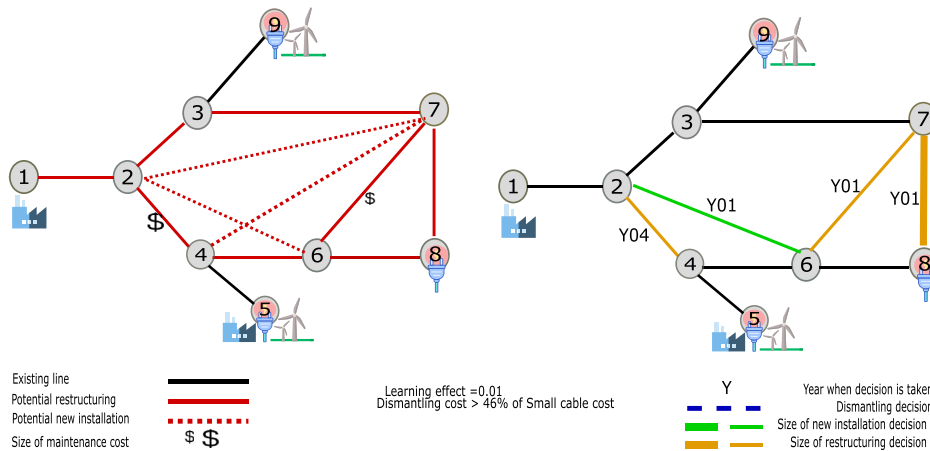 9
9
3
7
3
7
1
2
1
2
Y01
Y01
Y01
$
$
Y04
4
6
8
4
6
8
5
5
Existing line
Potential restructuring
Potential new installation
Size of maintenance cost
$ $
Learning effect =0.01
Dismantling cost > 46% of Small cable cost
Y
Year when decision is taken
Dismantling decision
Size of new installation decision
Size of restructuring decision